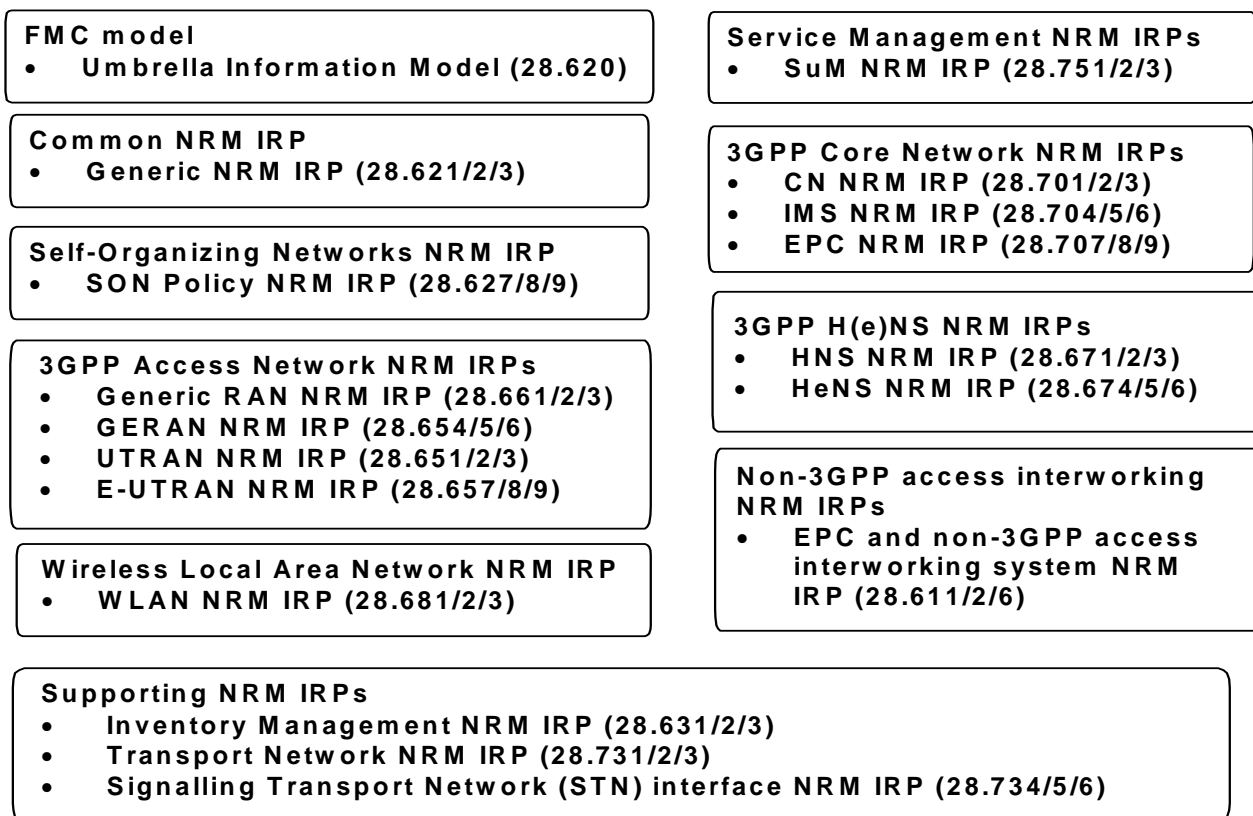 FMC model
• Umbrella Information Model (28.620)
Common NRM IRP
• Generic NRM IRP (28.621/2/3)
Self-Organizing Networks NRM IRP
• SON Policy NRM IRP (28.627/8/9)
3GPP Access Network NRM IRPs
• Generic RAN NRM IRP (28.661/2/3)
• GERAN NRM IRP (28.654/5/6)
• UTRAN NRM IRP (28.651/2/3)
• E-UTRAN NRM IRP (28.657/8/9)
Wireless Local Area Network NRM IRP
• WLAN NRM IRP (28.681/2/3)
Service Management NRM IRPs
• SuM NRM IRP (28.751/2/3)
3GPP Core Network NRM IRPs
• CN NRM IRP (28.701/2/3)
• IMS NRM IRP (28.704/5/6)
• EPC NRM IRP (28.707/8/9)
3GPP H(e)NS NRM IRPs
• HNS NRM IRP (28.671/2/3)
• HeNS NRM IRP (28.674/5/6)
Non-3GPP access interworking
NRM IRPs
• EPC and non-3GPP access
interworking system NRM
IRP (28.611/2/6)
Supporting NRM IRPs
• Inventory Management NRM IRP (28.631/2/3)
• Transport Network NRM IRP (28.731/2/3)
• Signalling Transport Network (STN) interface NRM IRP (28.734/5/6)